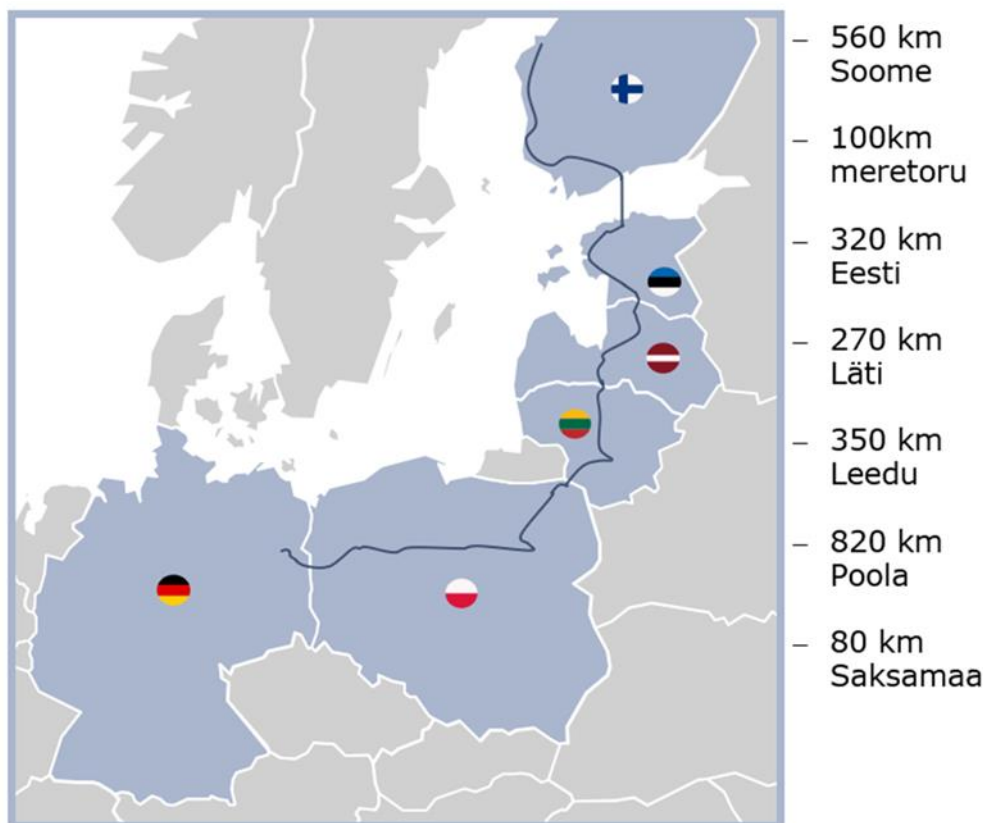 – 560 km
Soome
– 100km
meretoru
– 320 km
Eesti
– 270 km
Läti
– 350 km
Leedu
– 820 km
Poola
– 80 km
Saksamaa